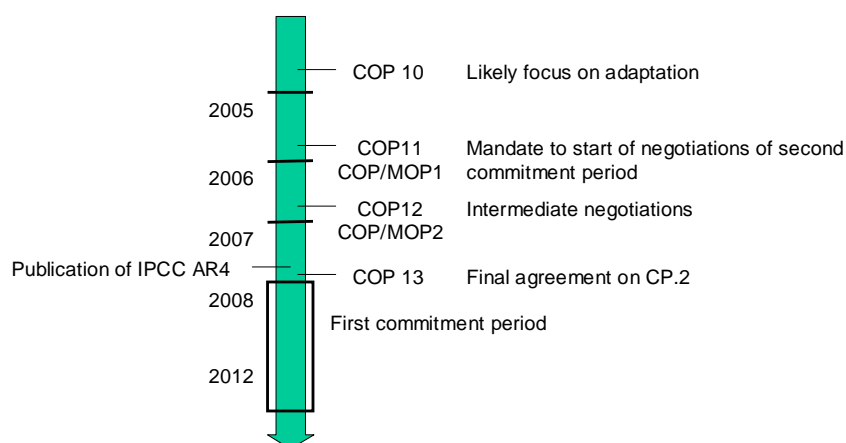 COP 10 Likely focus on adaptation
2005
COP11 Mandate to start of negotiations of second
COP/MOP1 commitment period
2006
COP12 Intermediate negotiations
COP/MOP2
2007
Publication of IPCC AR4
COP 13 Final agreement on CP.2
2008
First commitment period
2012